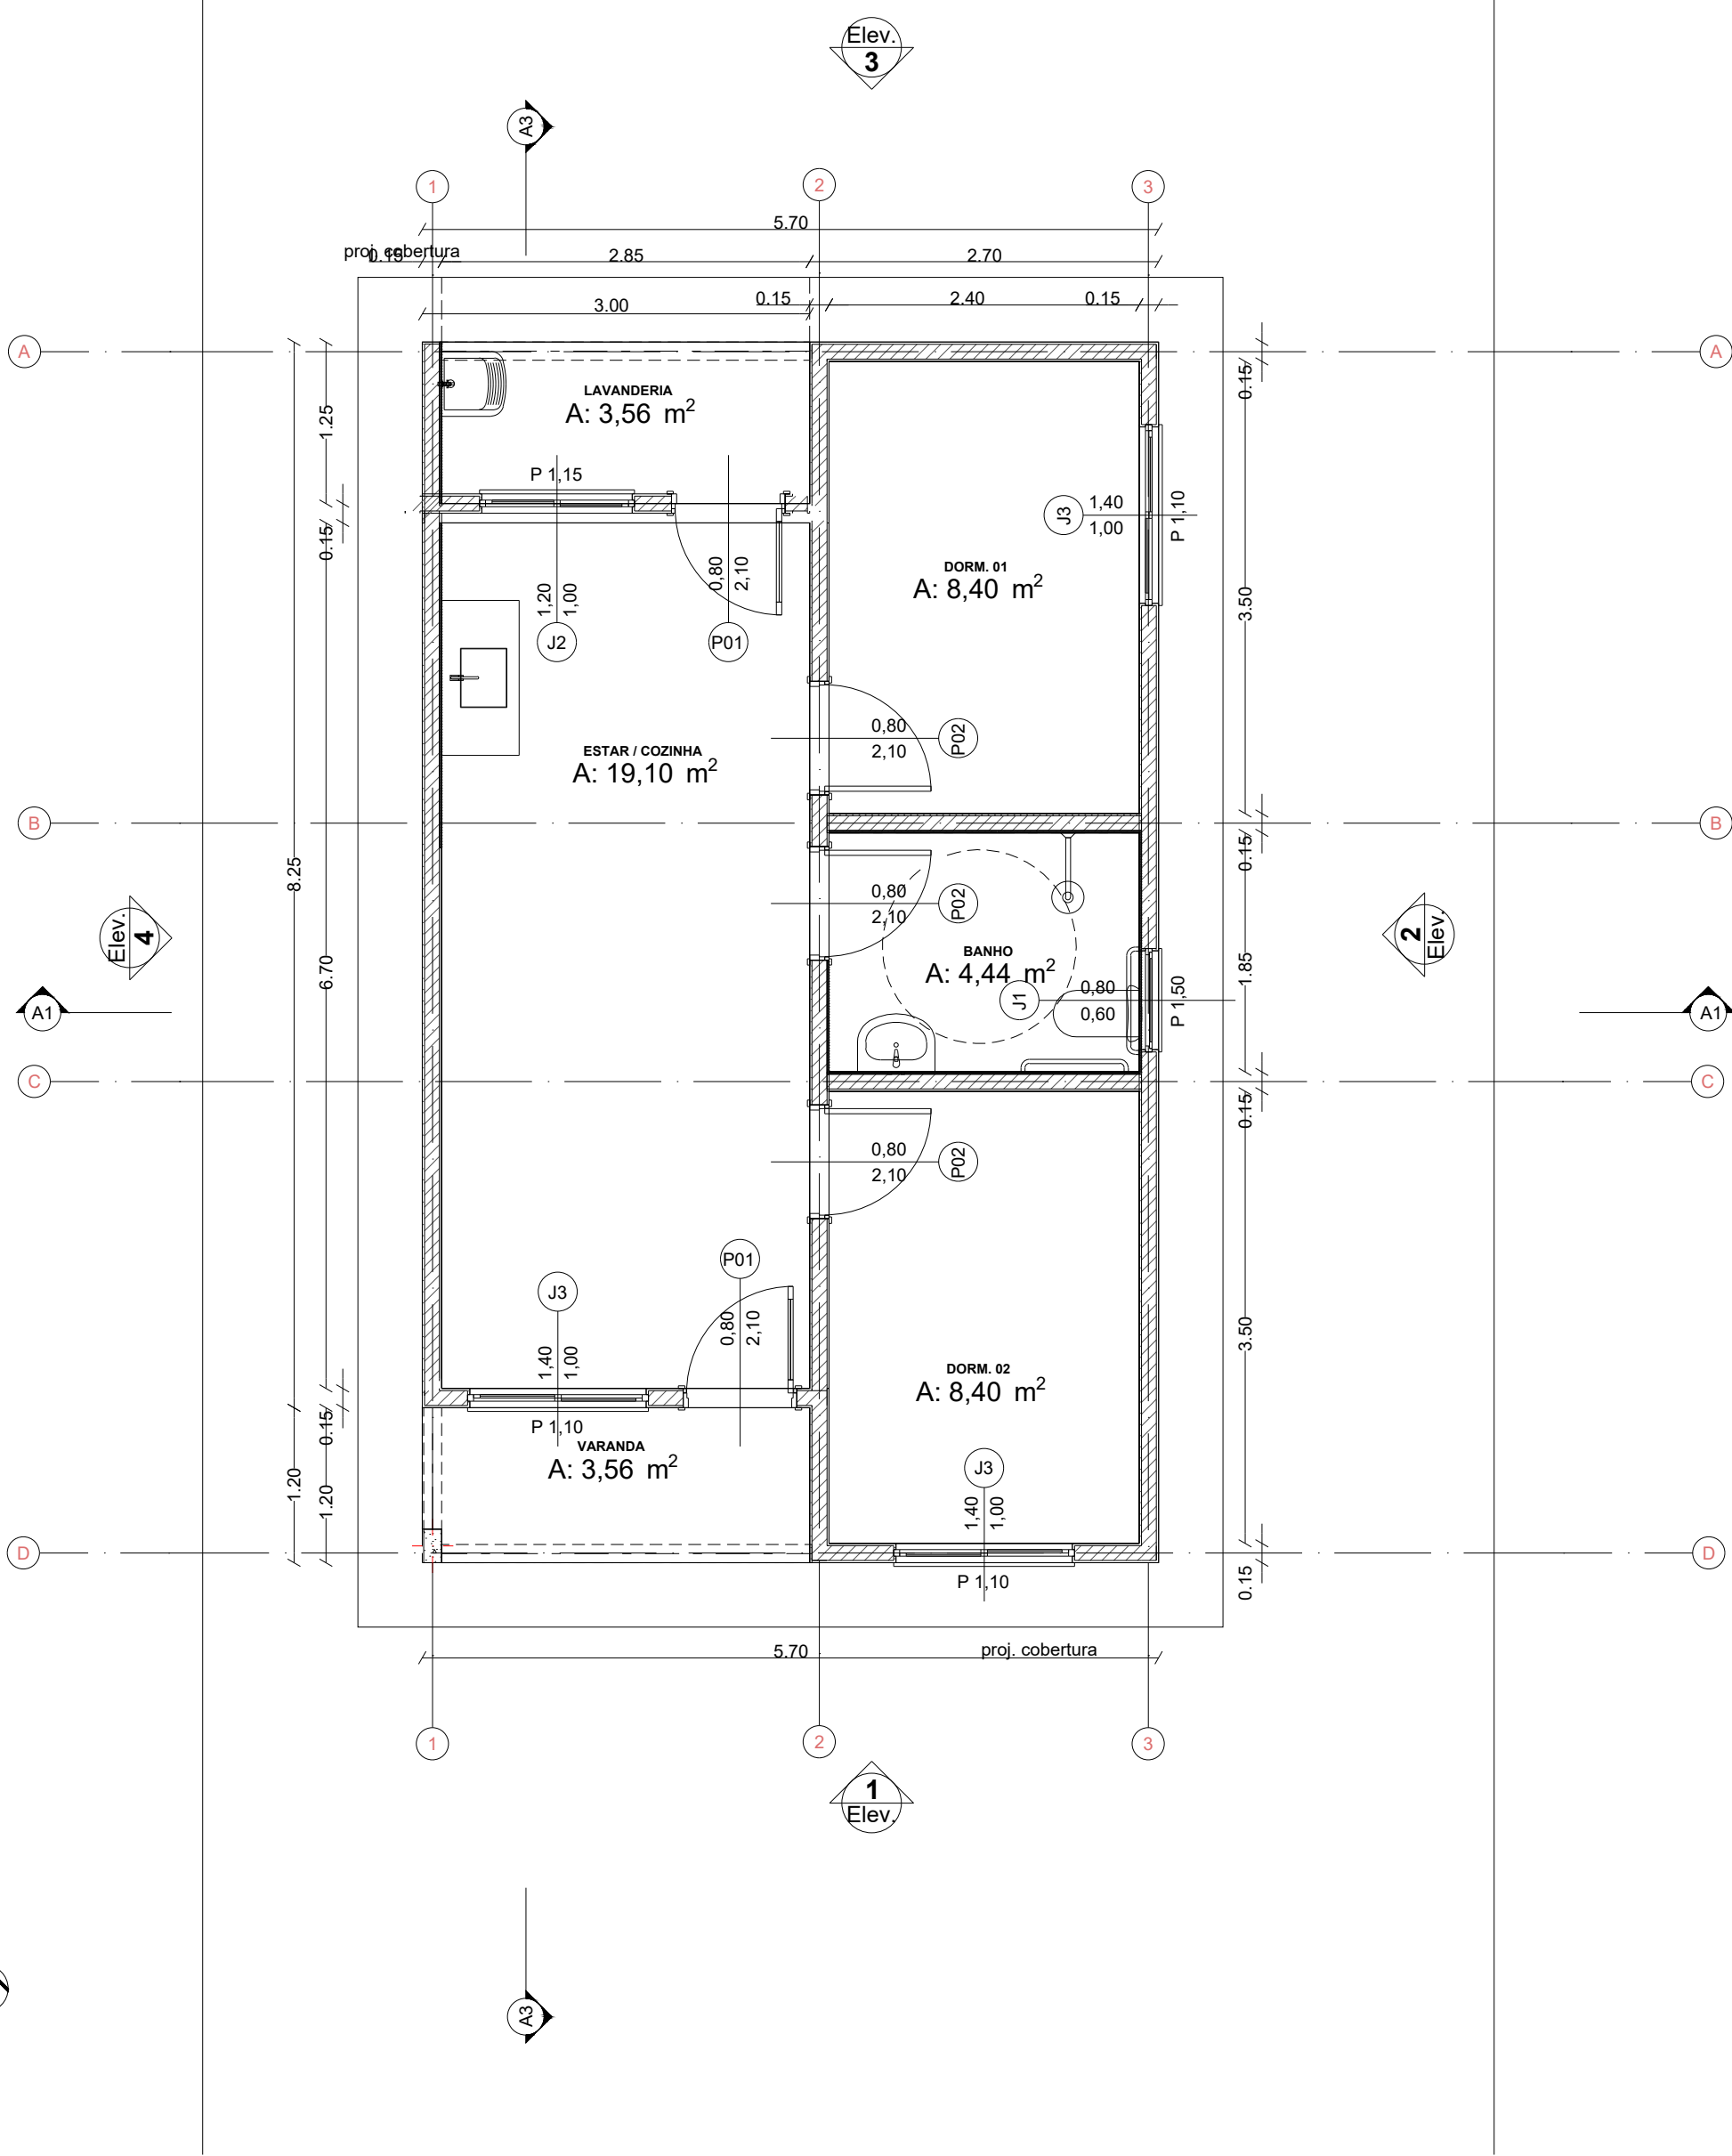 Elev.
3
A3
1
2
3
5.70
proj. cobertura
0.15
2.85
2.70
3.00
0.15
2.40
0.15
A
A
LAVANDERIA
A: 3,56 m²
0.15
1.25
P 1,15
1,40
1,00
J3
P 1,10
0.15
DORM. 01
A: 8,40 m²
0,80
2,10
1,20
1,00
3.50
J2
P01
0,80
2,10
P02
ESTAR / COZINHA
A: 19,10 m²
B
B
0.15
8.25
0,80
2,10
P02
Elev.
4
2
Elev.
BANHO
A: 4,44 m²
6.70
1.85
J1
0,80
0,60
P 1,50
A1
A1
C
C
0.15
0,80
2,10
P02
P01
J3
0,80
2,10
3.50
1,40
1,00
DORM. 02
A: 8,40 m²
0.15
P 1,10
VARANDA
A: 3,56 m²
J3
1.20
1.20
1,40
1,00
D
D
P 1,10
0.15
5.70
proj. cobertura
1
2
3
1
Elev.
A3